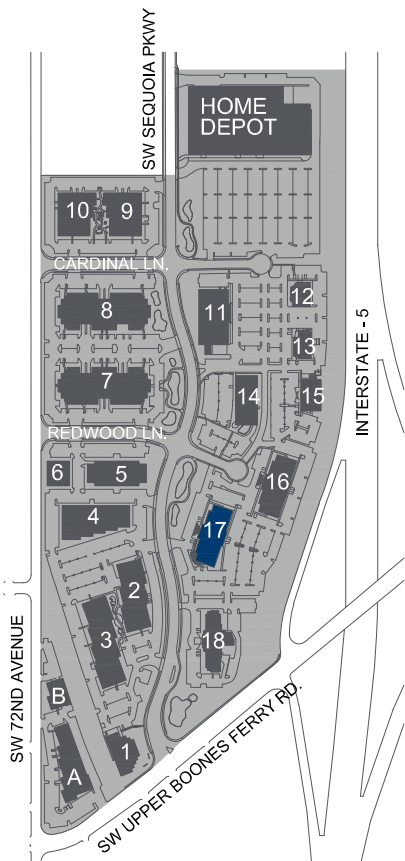 SW SEQUOIA PKWY
HOME
DEPOT
10
9
CARDINAL LN.
8
11
12
13
7
14
15
INTERSTATE - 5
REDWOOD LN.
6
5
16
4
17
2
3
18
SW 72ND AVENUE
B
1
A
SW UPPER BOONES FERRY RD.